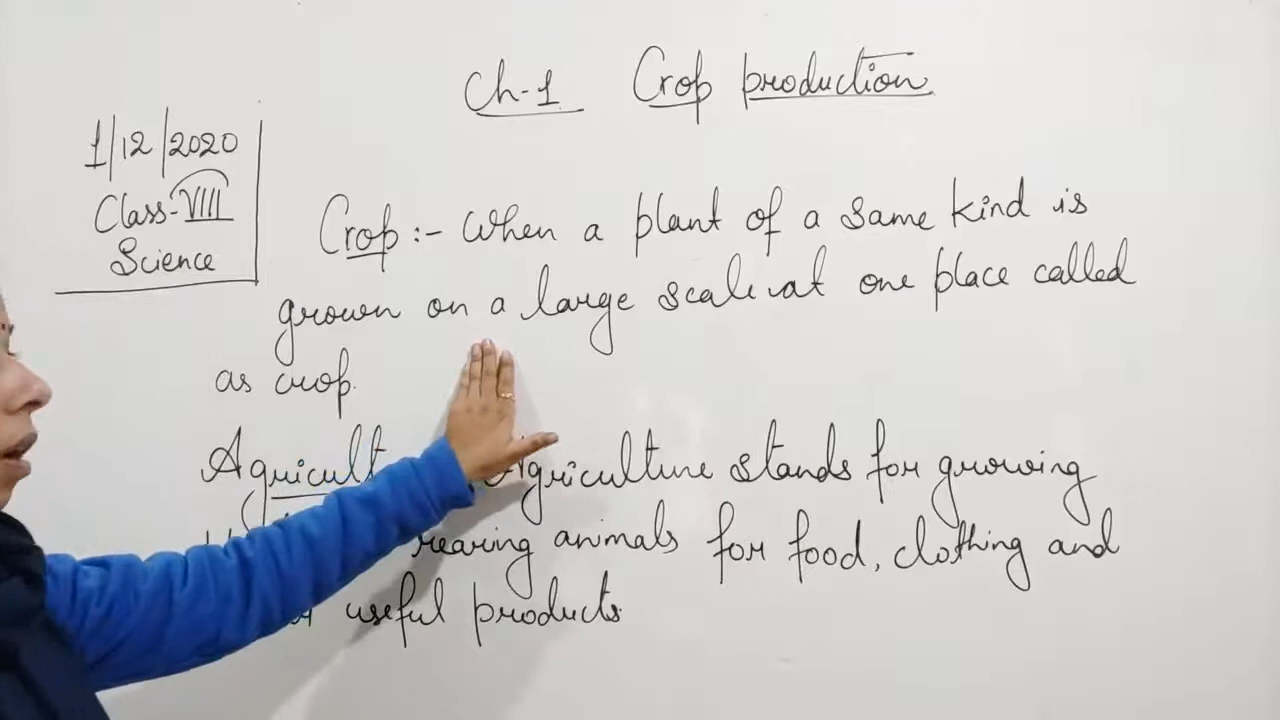 Ch-1 Crop production
1/12/2020
Class-VIII
Science
Crop :- When a plant of a same kind is
grown on a large scale at one place called
as crop.
Agriculture stands for growing
rearing animals for food, clothing and
useful products